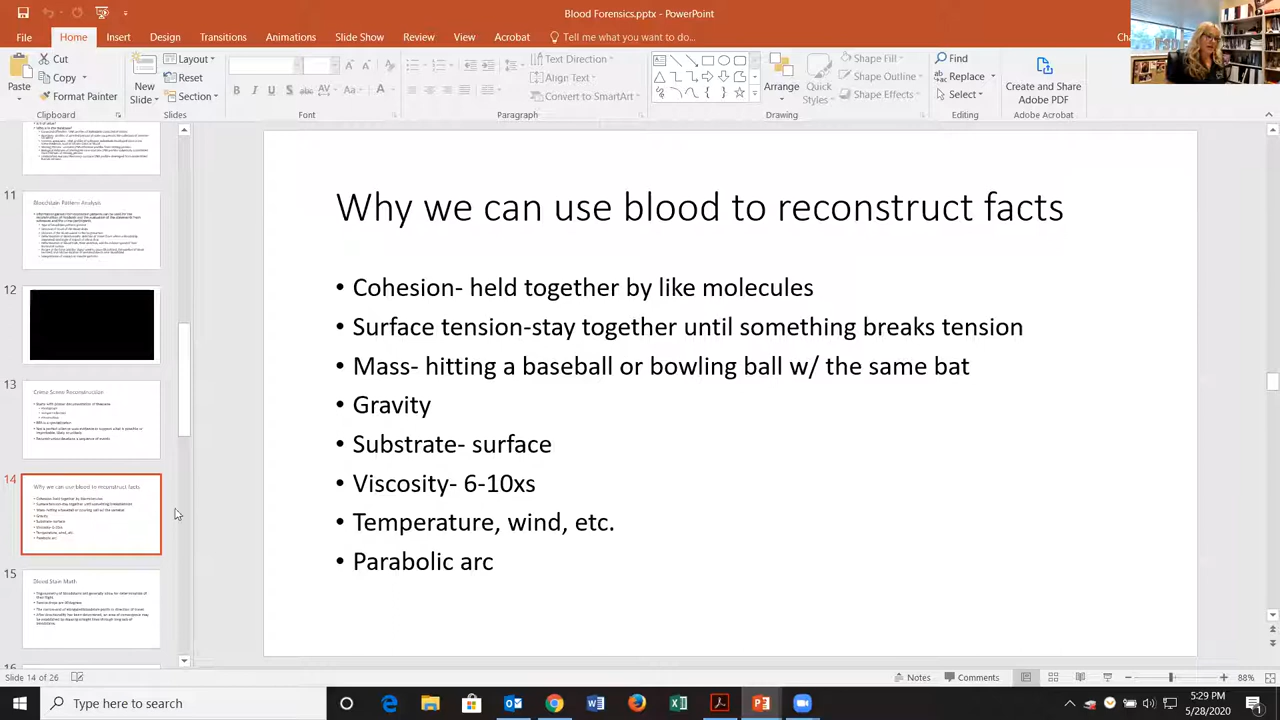 Blood Forensics.pptx - PowerPoint
File Home Insert Design Transitions Animations Slide Show Review View Acrobat Tell me what you want to do...
Cut
Copy
Format Painter
Paste
Clipboard
New
Slide
Layout
Reset
Section
Slides
Font
Text Direction
Align Text
Convert to SmartArt
Paragraph
Arrange
Quick
Styles
Shape Fill
Shape Outline
Shape Effects
Drawing
Find
Replace
Select
Editing
Create and Share
Adobe PDF
Adobe Acrobat
11
Bloodstain Pattern Analysis
12
13
Crime Scene Reconstruction
14
Why we can use blood to reconstruct facts
15
Blood Stain Math
16
Why we can use blood to reconstruct facts
• Cohesion- held together by like molecules
• Surface tension-stay together until something breaks tension
• Mass- hitting a baseball or bowling ball w/ the same bat
• Gravity
• Substrate- surface
• Viscosity- 6-10xs
• Temperature, wind, etc.
• Parabolic arc
Slide 14 of 26
Notes
Comments
88%
Type here to search
5:29 PM
5/28/2020